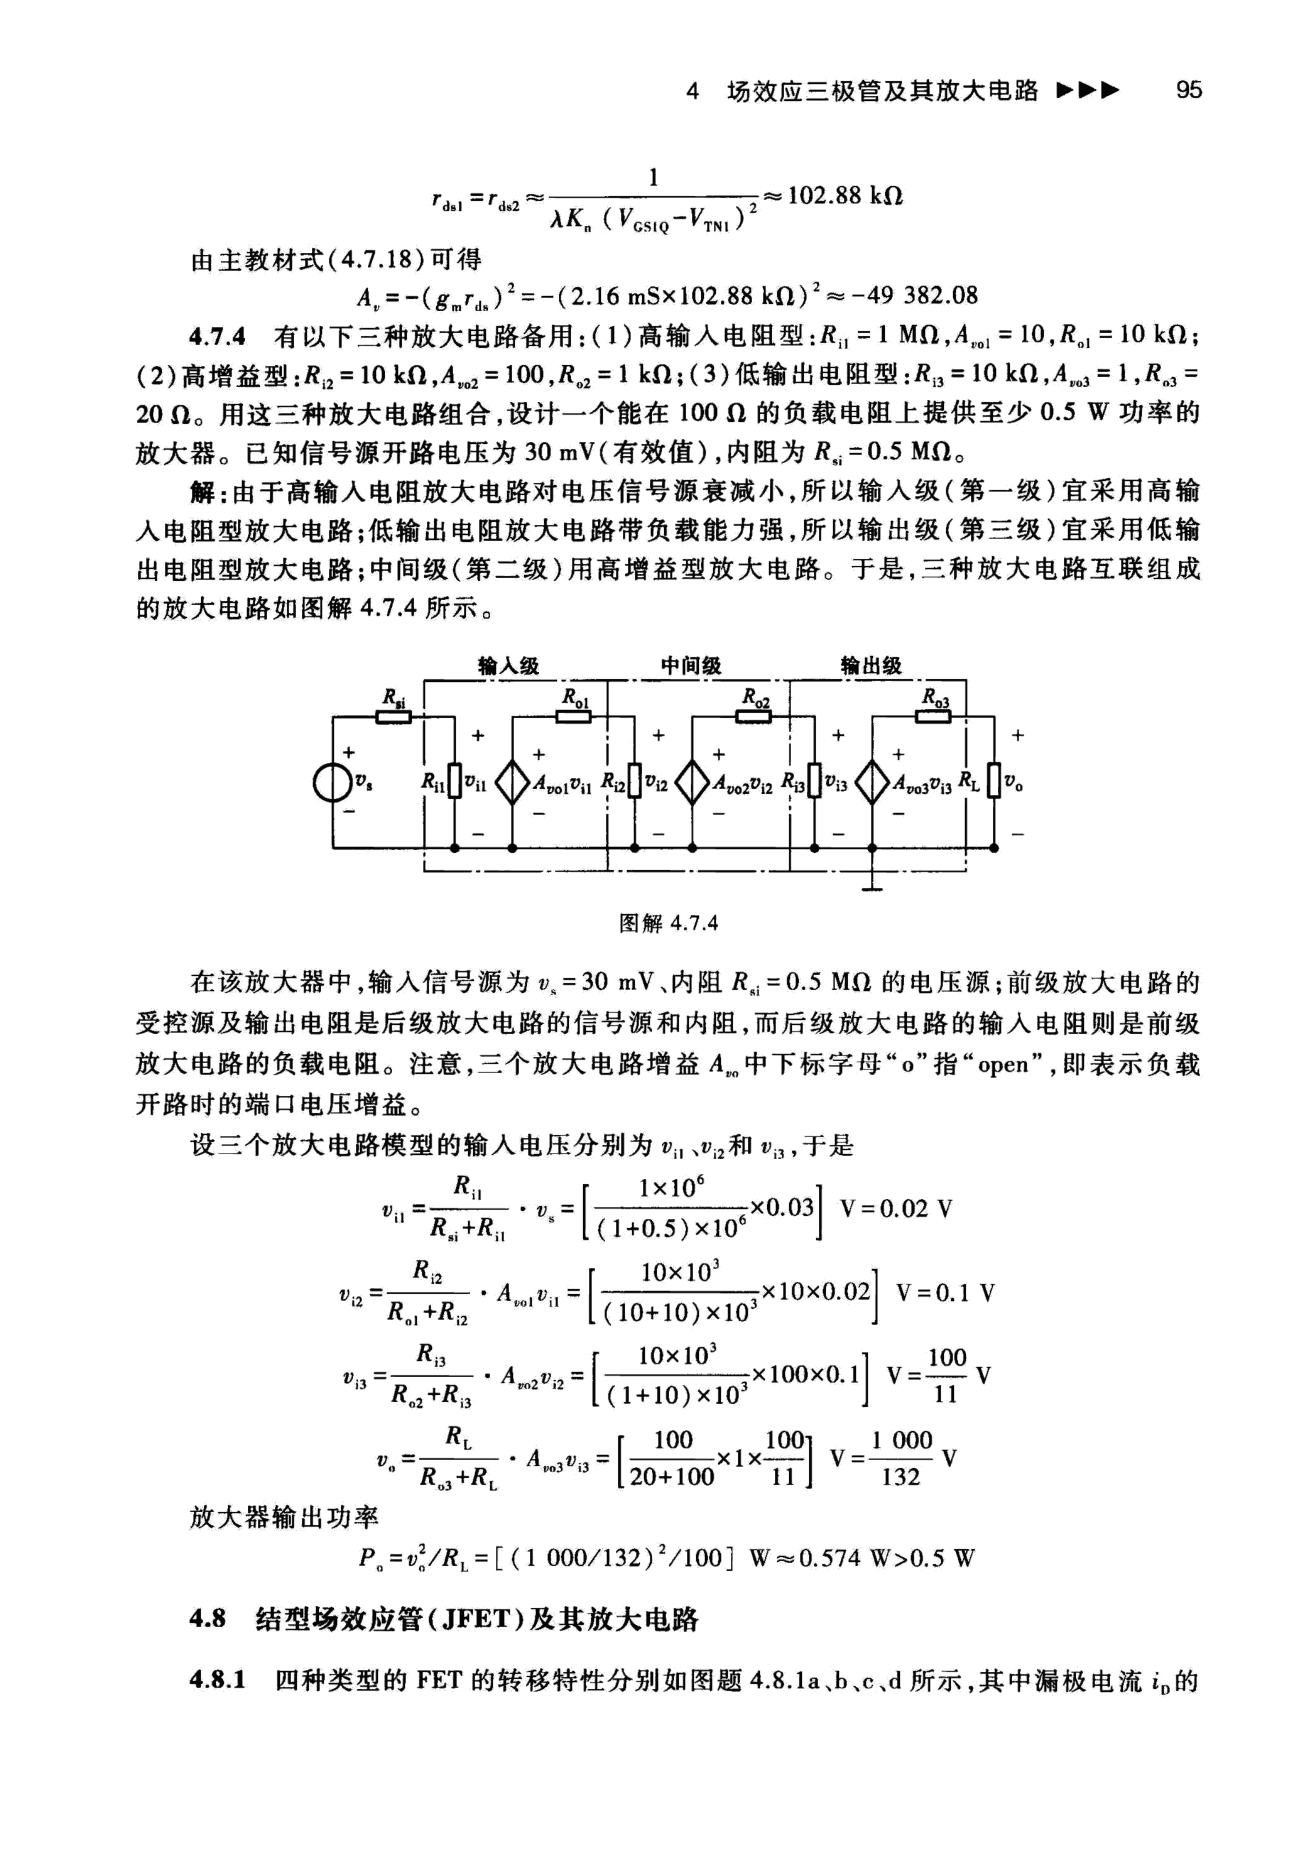 4 场效应三极管及其放大电路 ▶▶▶ 95
r_ds1 = r_ds2 ≈ 1/(λK_n(V_GS1Q-V_TN1)²) ≈ 102.88 kΩ
由主教材式(4.7.18)可得
A_v = -(g_m r_ds)² = -(2.16 mS×102.88 kΩ)² ≈ -49 382.08
4.7.4 有以下三种放大电路备用:(1)高输入电阻型:R_i1 = 1 MΩ,A_vo1 = 10,R_o1 = 10 kΩ;
(2)高增益型:R_i2 = 10 kΩ,A_vo2 = 100,R_o2 = 1 kΩ;(3)低输出电阻型:R_i3 = 10 kΩ,A_vo3 = 1,R_o3 =
20 Ω。用这三种放大电路组合,设计一个能在 100 Ω 的负载电阻上提供至少 0.5 W 功率的
放大器。已知信号源开路电压为 30 mV(有效值),内阻为 R_si = 0.5 MΩ。
解:由于高输入电阻放大电路对电压信号源衰减小,所以输入级(第一级)宜采用高输
入电阻型放大电路;低输出电阻放大电路带负载能力强,所以输出级(第三级)宜采用低输
出电阻型放大电路;中间级(第二级)用高增益型放大电路。于是,三种放大电路互联组成
的放大电路如图解 4.7.4 所示。
输入级 中间级 输出级
R_si R_o1 R_o2 R_o3
+ + + +
+ + + +
v_s R_i1 v_i1 A_vo1v_i1 R_i2 v_i2 A_vo2v_i2 R_i3 v_i3 A_vo3v_i3 R_L v_o
- - - -
- - - -
图解 4.7.4
在该放大器中,输入信号源为 v_s = 30 mV、内阻 R_si = 0.5 MΩ 的电压源;前级放大电路的
受控源及输出电阻是后级放大电路的信号源和内阻,而后级放大电路的输入电阻则是前级
放大电路的负载电阻。注意,三个放大电路增益 A_vo中下标字母“o”指“open”,即表示负载
开路时的端口电压增益。
设三个放大电路模型的输入电压分别为 v_i1、v_i2和 v_i3,于是
v_i1 = R_i1/(R_si+R_i1) · v_s = [1×10⁶/((1+0.5)×10⁶)×0.03] V = 0.02 V
v_i2 = R_i2/(R_o1+R_i2) · A_vo1v_i1 = [10×10³/((10+10)×10³)×10×0.02] V = 0.1 V
v_i3 = R_i3/(R_o2+R_i3) · A_vo2v_i2 = [10×10³/((1+10)×10³)×100×0.1] V = 100/11 V
v_o = R_L/(R_o3+R_L) · A_vo3v_i3 = [100/(20+100)×1×100/11] V = 1 000/132 V
放大器输出功率
P_o = v_o²/R_L = [(1 000/132)²/100] W ≈ 0.574 W>0.5 W
4.8 结型场效应管(JFET)及其放大电路
4.8.1 四种类型的 FET 的转移特性分别如图题 4.8.1a、b、c、d 所示,其中漏极电流 i_D的